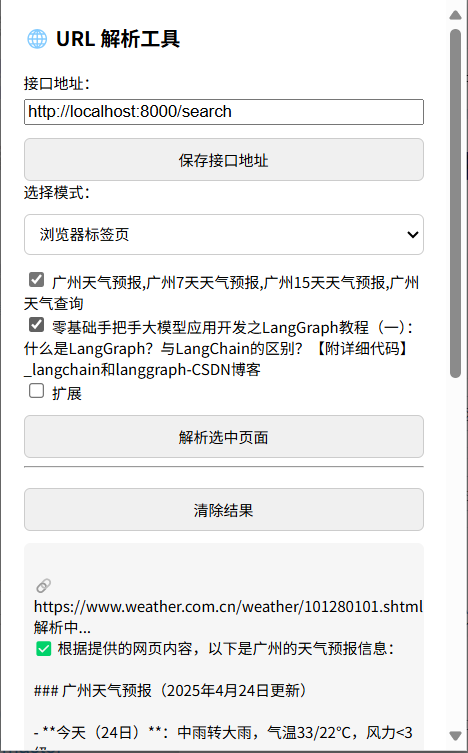 🌐 URL 解析工具
接口地址：
http://localhost:8000/search
保存接口地址
选择模式：
浏览器标签页
广州天气预报,广州7天天气预报,广州15天天气预报,广州
天气查询
零基础手把手大模型应用开发之LangGraph教程（一）：
什么是LangGraph？与LangChain的区别？【附详细代码】
_langchain和langgraph-CSDN博客
扩展
解析选中页面
清除结果
🔗
https://www.weather.com.cn/weather/101280101.shtml
解析中...
✅ 根据提供的网页内容，以下是广州的天气预报信息：
### 广州天气预报（2025年4月24日更新）
- **今天（24日）**：中雨转大雨，气温33/22℃，风力<3